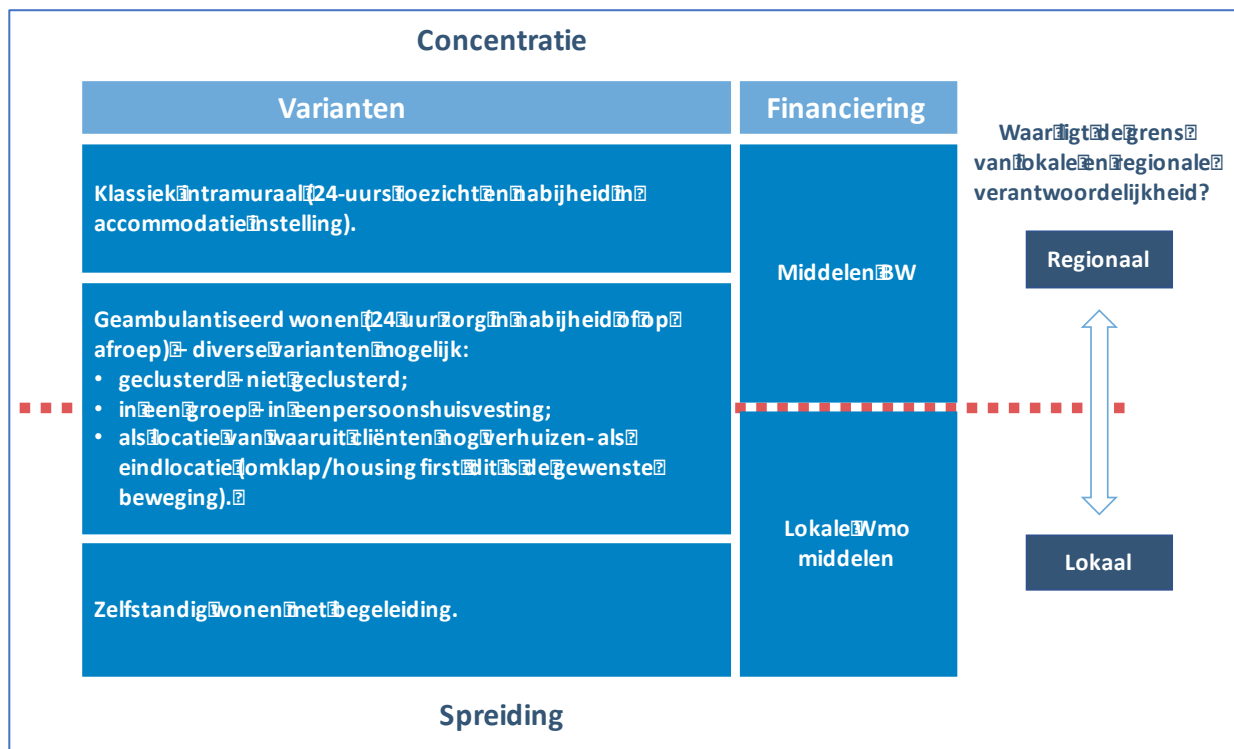 Concentratie
Varianten
Financiering
Waar ligt de grens
van lokale en regionale
verantwoordelijkheid?
Klassiek intramuraal (24-uurs toezicht en nabijheid in
accommodatie instelling).
Middelen BW
Regionaal
Geambulantiseerd wonen (24 uur zorg in nabijheid of op
afroep) – diverse varianten mogelijk:
• geclusterd – niet geclusterd;
• in een groep – in eenpersoonshuisvesting;
• als locatie van waaruit cliënten nog verhuizen - als
eindlocatie (omklap/housing first dit is de gewenste
beweging).
Lokale Wmo
middelen
Lokaal
Zelfstandig wonen met begeleiding.
Spreiding